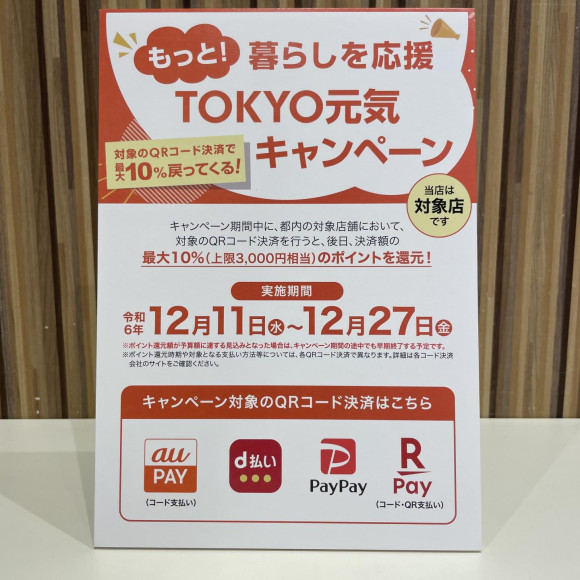 もっと!
暮らしを応援
TOKYO元気
キャンペーン
対象のQRコード決済で
最大10%戻ってくる!
当店は
対象店
です
キャンペーン期間中に、都内の対象店舗において、
対象のQRコード決済を行うと、後日、決済額の
最大10%(上限3,000円相当)のポイントを還元!
実施期間
令和6年 12月11日水〜12月27日金
※ポイント還元額が予算額に達する見込みとなった場合は、キャンペーン期間の途中でも早期終了する予定です。
※ポイント還元時期や対象となる支払い方法等については、各QRコード決済で異なります。詳細は各コード決済
会社のサイトをご確認ください。
キャンペーン対象のQRコード決済はこちら
au
PAY
(コード支払い)
d払い
PayPay
R
Pay
(コード・QR支払い)